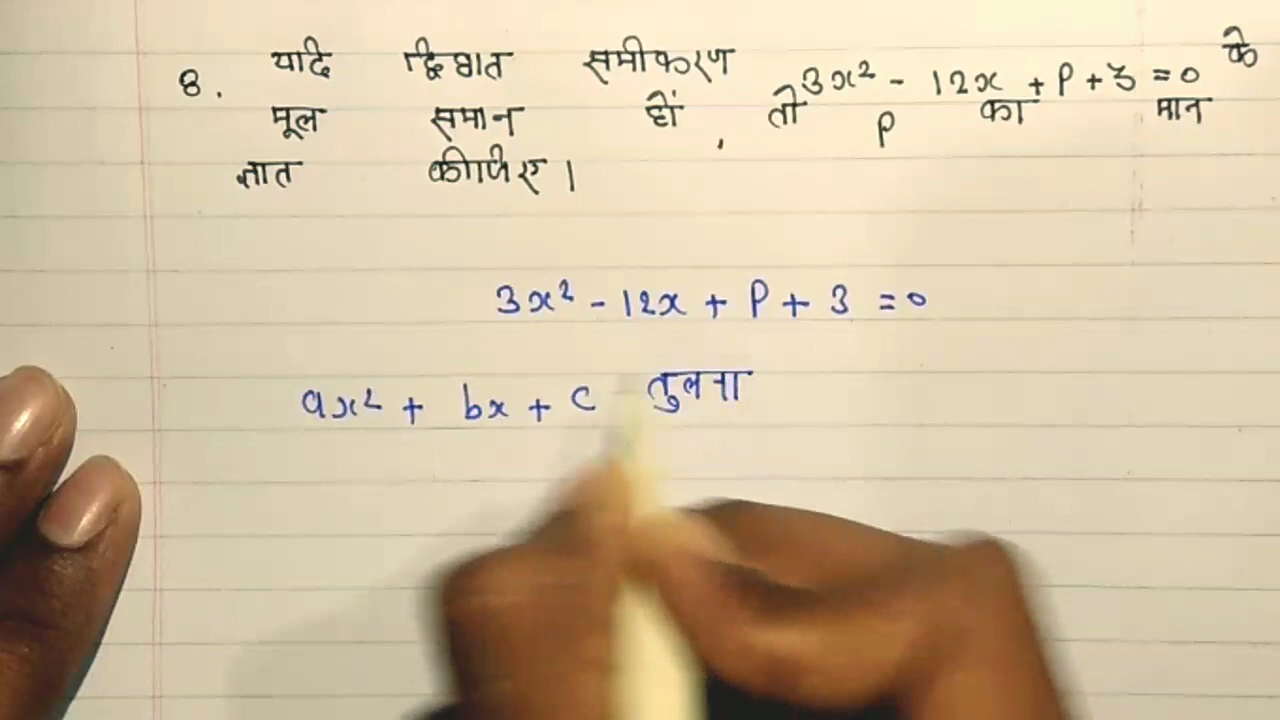 8. यदि द्विघात समीकरण 3x² - 12x + P + 3 = 0 के
मूल समान हों , तो P का मान
ज्ञात कीजिए ।
3x² - 12x + P + 3 = 0
ax² + bx + c तुलना